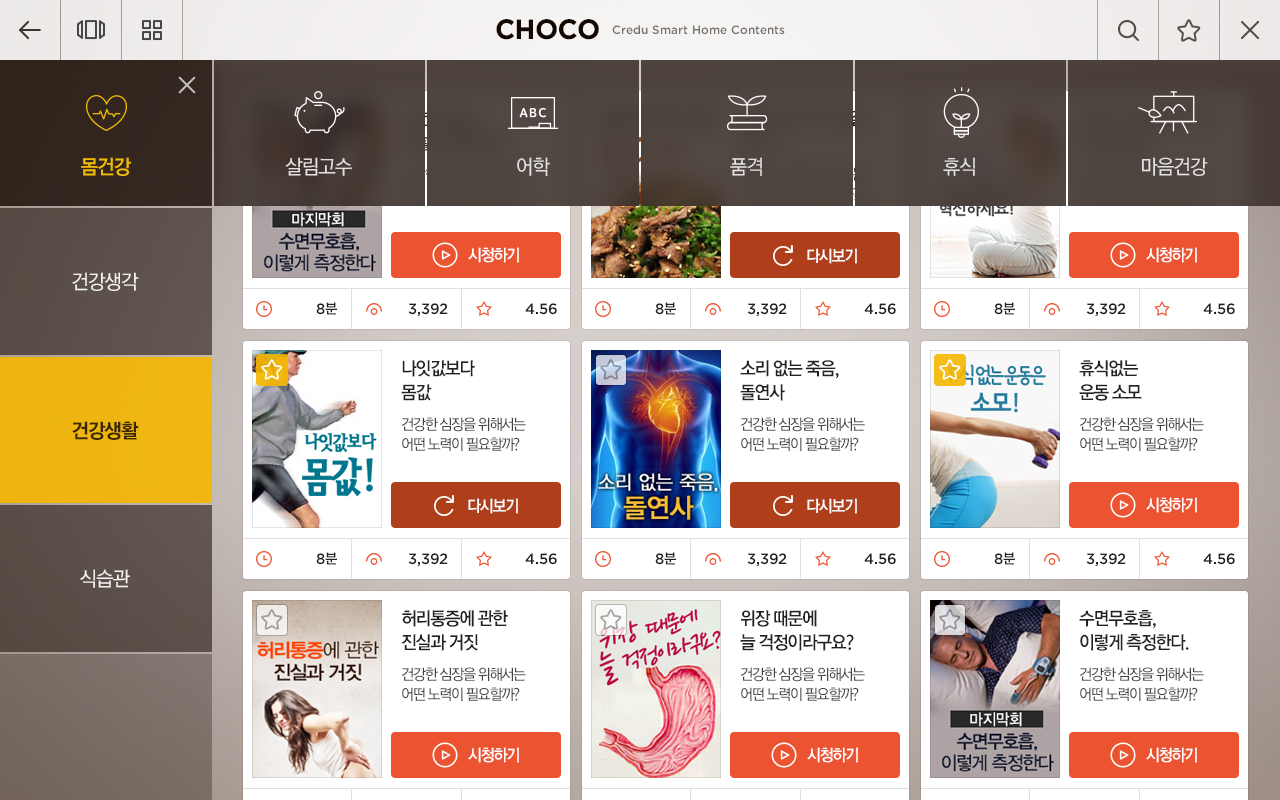 CHOCO Credu Smart Home Contents
몸건강
살림고수
ABC
어학
품격
휴식
마음건강
건강생각
건강생활
식습관
마지막회
수면무호흡,
이렇게 측정한다
시청하기
8분 3,392 4.56
다시보기
8분 3,392 4.56
혁신하세요!
시청하기
8분 3,392 4.56
나잇값보다
몸값!
나잇값보다
몸값
건강한 심장을 위해서는
어떤 노력이 필요할까?
다시보기
8분 3,392 4.56
소리 없는 죽음,
돌연사
소리 없는 죽음,
돌연사
건강한 심장을 위해서는
어떤 노력이 필요할까?
다시보기
8분 3,392 4.56
식없는 운동은
소모!
휴식없는
운동 소모
건강한 심장을 위해서는
어떤 노력이 필요할까?
시청하기
8분 3,392 4.56
허리통증에 관한
진실과 거짓
허리통증에 관한
진실과 거짓
건강한 심장을 위해서는
어떤 노력이 필요할까?
시청하기
위장 때문에
늘 걱정이라구요?
위장 때문에
늘 걱정이라구요?
건강한 심장을 위해서는
어떤 노력이 필요할까?
시청하기
마지막회
수면무호흡,
이렇게 측정한다
수면무호흡,
이렇게 측정한다.
건강한 심장을 위해서는
어떤 노력이 필요할까?
시청하기